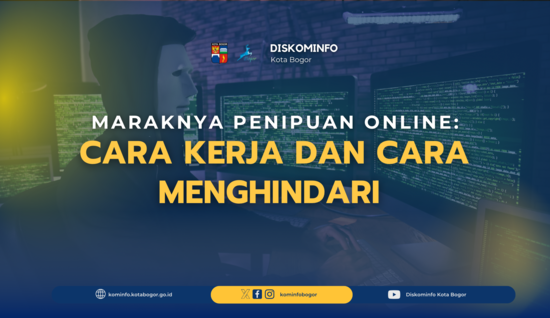 DISKOMINFO
Kota Bogor
MARAKNYA PENIPUAN ONLINE:
CARA KERJA DAN CARA
MENGHINDARI
kominfo.kotabogor.go.id
kominfobogor
Diskominfo Kota Bogor